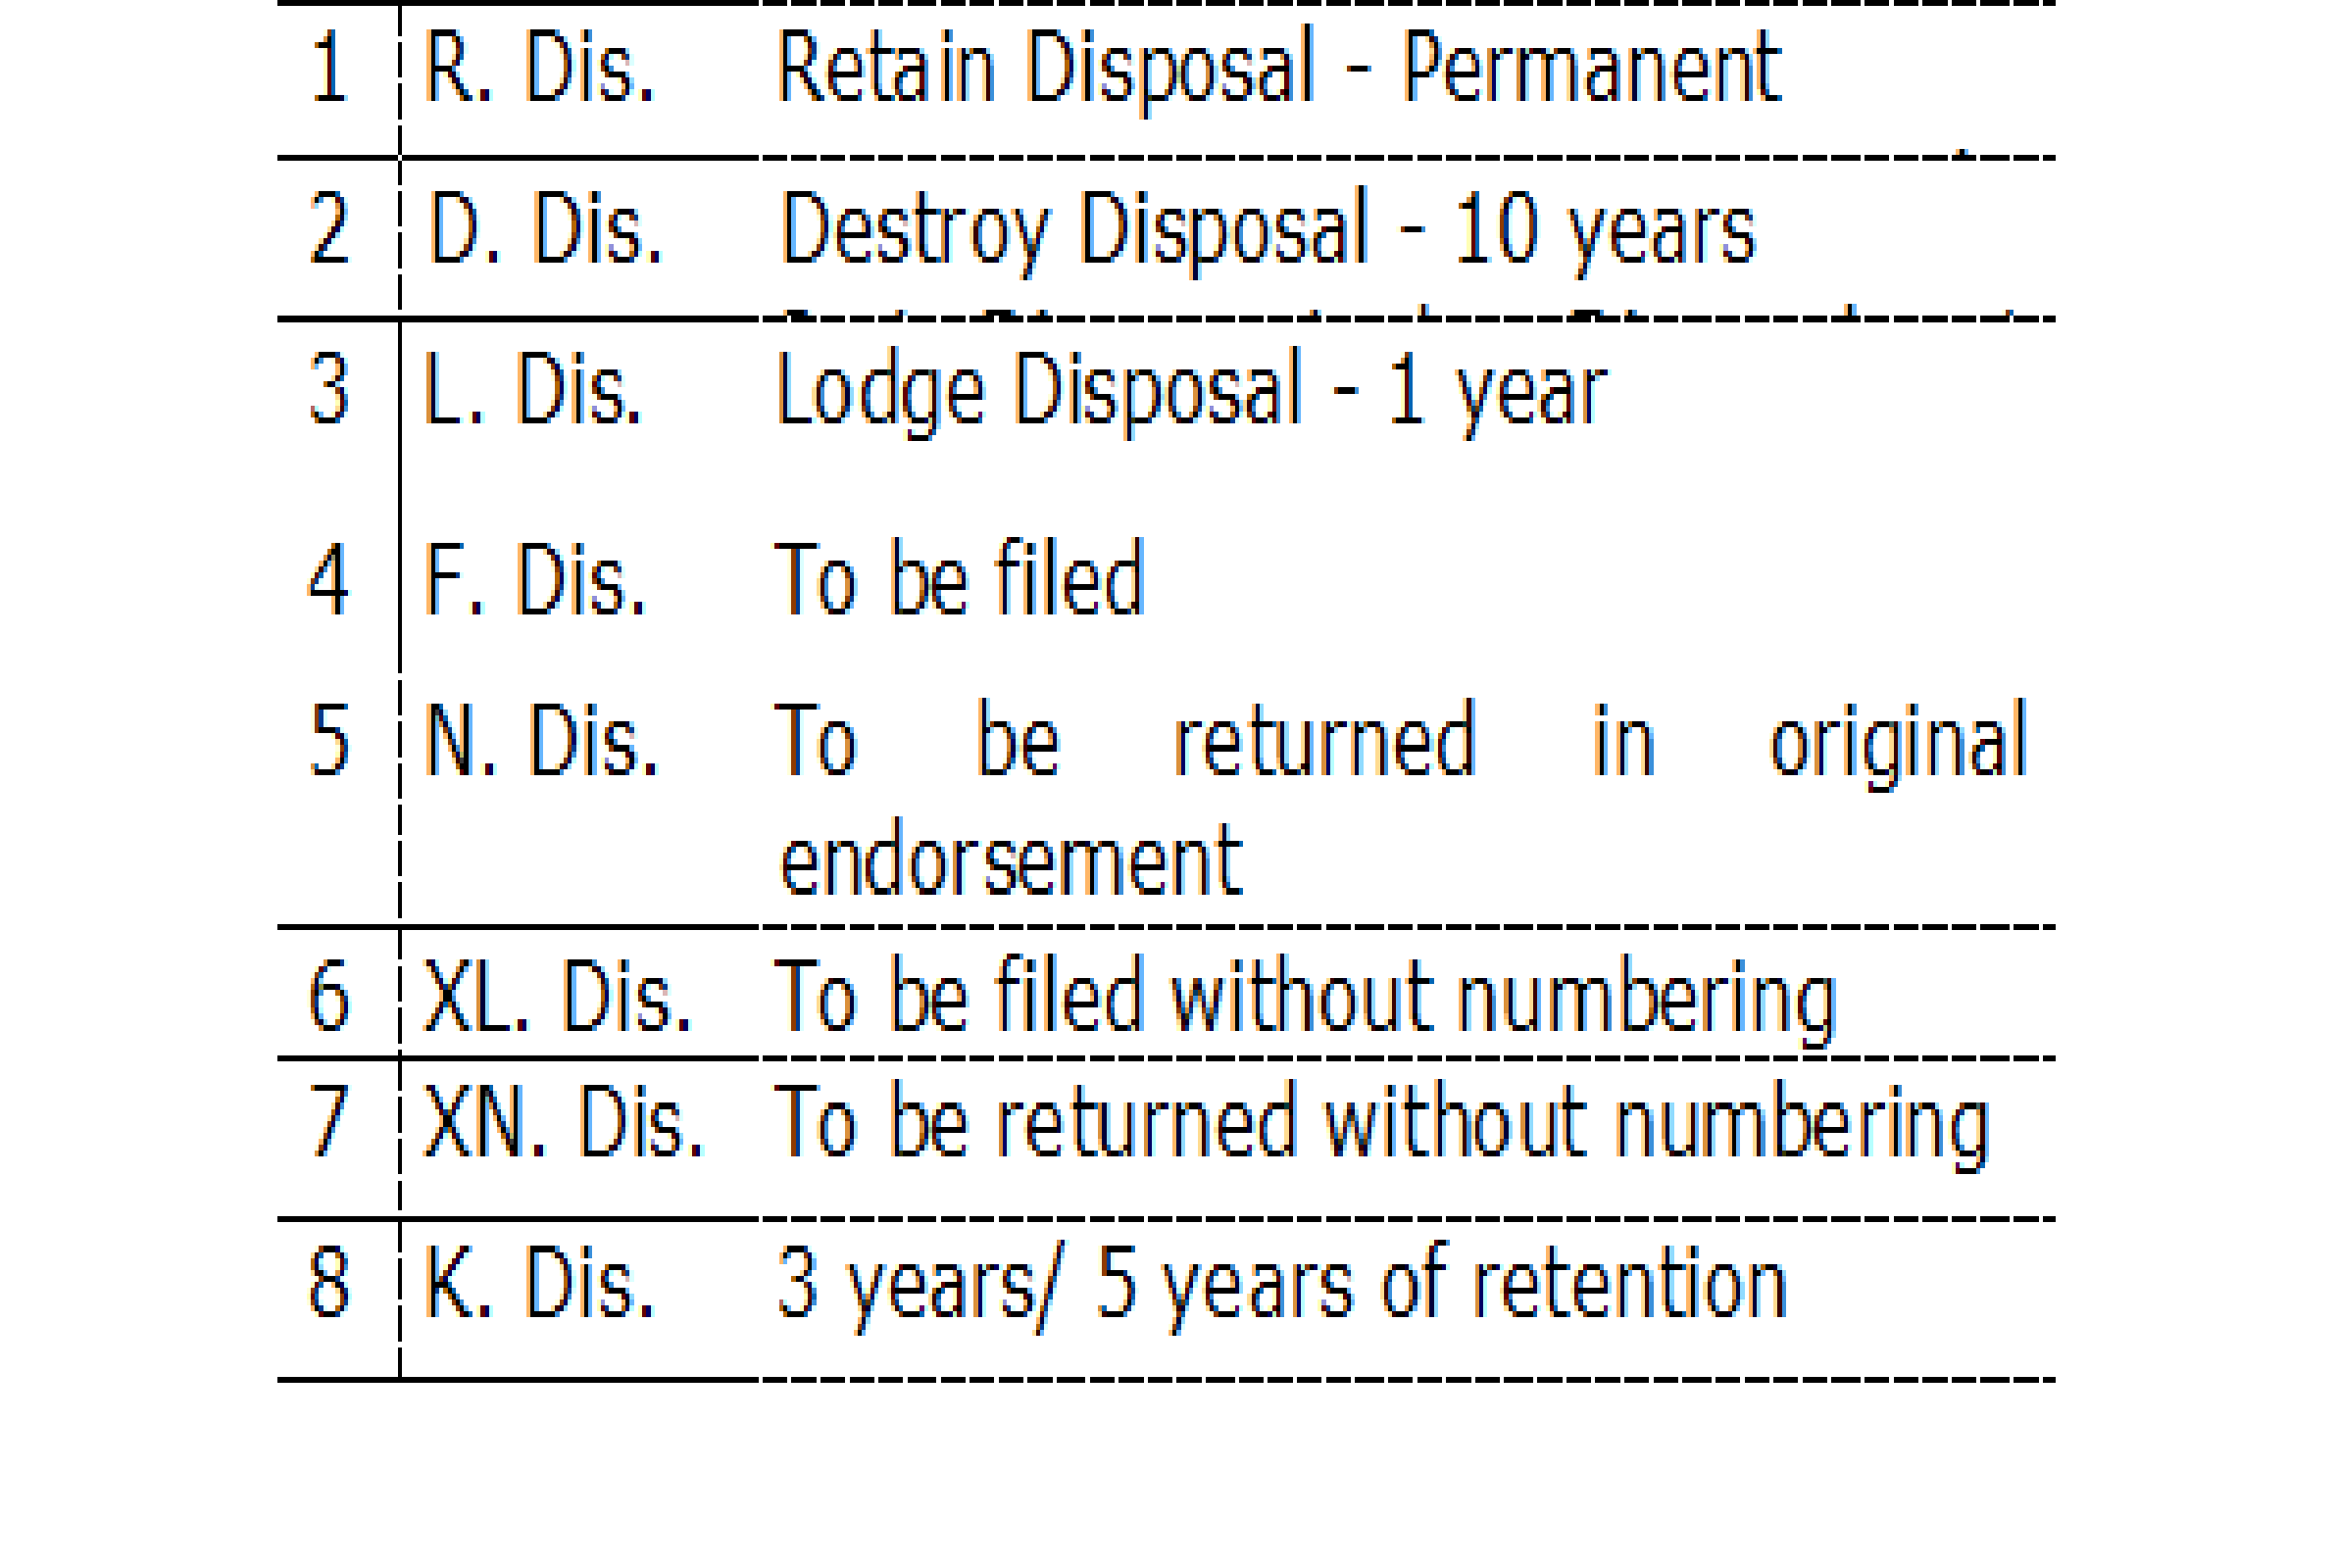 1 R. Dis. Retain Disposal - Permanent
2 D. Dis. Destroy Disposal - 10 years
3 L. Dis. Lodge Disposal - 1 year
4 F. Dis. To be filed
5 N. Dis. To be returned in original
endorsement
6 XL. Dis. To be filed without numbering
7 XN. Dis. To be returned without numbering
8 K. Dis. 3 years/ 5 years of retention